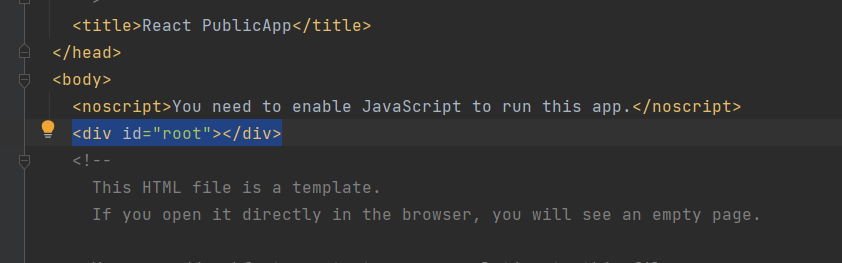 <title>React PublicApp</title>
</head>
<body>
<noscript>You need to enable JavaScript to run this app.</noscript>
<div id="root"></div>
<!--
This HTML file is a template.
If you open it directly in the browser, you will see an empty page.